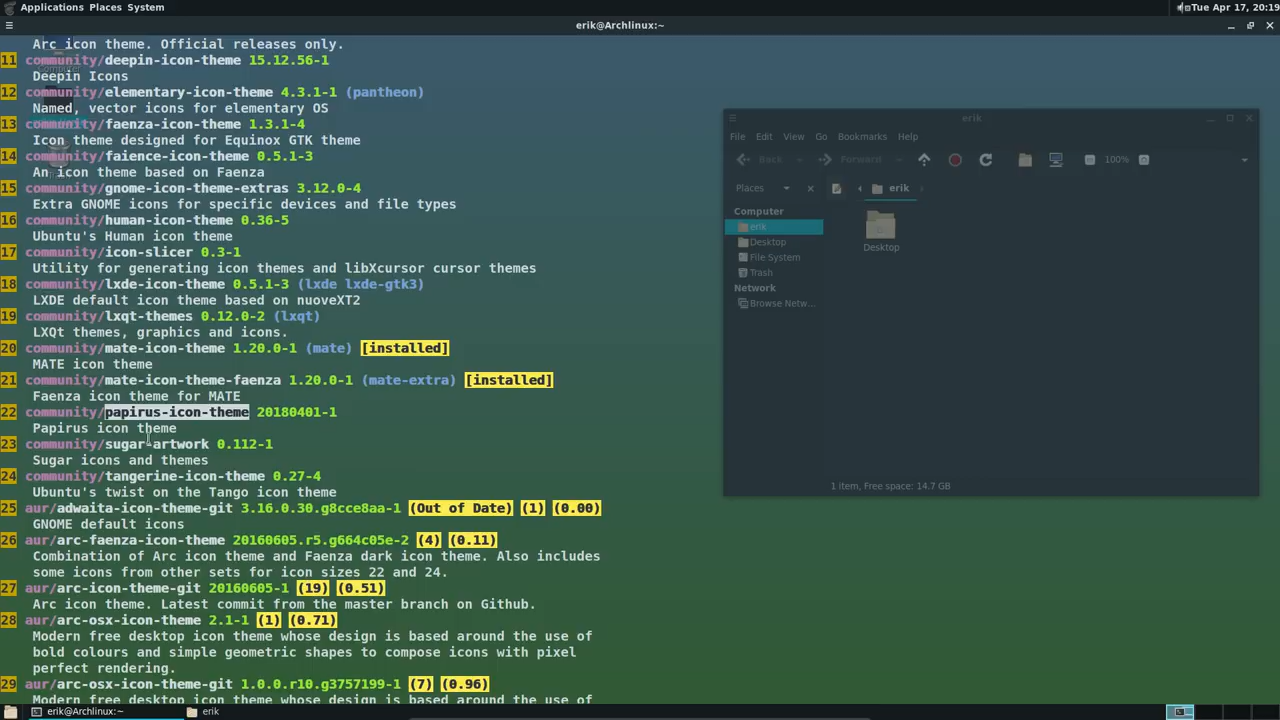 Applications Places System
Tue Apr 17, 20:19
erik@Archlinux:~
Arc icon theme. Official releases only.
11 community/deepin-icon-theme 15.12.56-1
Deepin Icons
12 community/elementary-icon-theme 4.3.1-1 (pantheon)
Named, vector icons for elementary OS
13 community/faenza-icon-theme 1.3.1-4
Icon theme designed for Equinox GTK theme
14 community/faience-icon-theme 0.5.1-3
An icon theme based on Faenza
15 community/gnome-icon-theme-extras 3.12.0-4
Extra GNOME icons for specific devices and file types
16 community/human-icon-theme 0.36-5
Ubuntu's Human icon theme
17 community/icon-slicer 0.3-1
Utility for generating icon themes and libXcursor cursor themes
18 community/lxde-icon-theme 0.5.1-3 (lxde lxde-gtk3)
LXDE default icon theme based on nuoveXT2
19 community/lxqt-themes 0.12.0-2 (lxqt)
LXQt themes, graphics and icons.
20 community/mate-icon-theme 1.20.0-1 (mate) [installed]
MATE icon theme
21 community/mate-icon-theme-faenza 1.20.0-1 (mate-extra) [installed]
Faenza icon theme for MATE
22 community/papirus-icon-theme 20180401-1
Papirus icon theme
23 community/sugar-artwork 0.112-1
Sugar icons and themes
24 community/tangerine-icon-theme 0.27-4
Ubuntu's twist on the Tango icon theme
25 aur/adwaita-icon-theme-git 3.16.0.30.g8cce8aa-1 (Out of Date) (1) (0.00)
GNOME default icons
26 aur/arc-faenza-icon-theme 20160605.r5.g664c05e-2 (4) (0.11)
Combination of Arc icon theme and Faenza dark icon theme. Also includes
some icons from other sets for icon sizes 22 and 24.
27 aur/arc-icon-theme-git 20160605-1 (19) (0.51)
Arc icon theme. Latest commit from the master branch on Github.
28 aur/arc-osx-icon-theme 2.1-1 (1) (0.71)
Modern free desktop icon theme whose design is based around the use of
bold colours and simple geometric shapes to compose icons with pixel
perfect rendering.
29 aur/arc-osx-icon-theme-git 1.0.0.r10.g3757199-1 (7) (0.96)
Modern free desktop icon theme whose design is based around the use of
erik
File Edit View Go Bookmarks Help
Back Forward 100%
Places erik
Computer
erik
Desktop
File System
Trash
Network
Browse Netw...
Desktop
1 item, Free space: 14.7 GB
erik@Archlinux:~ erik